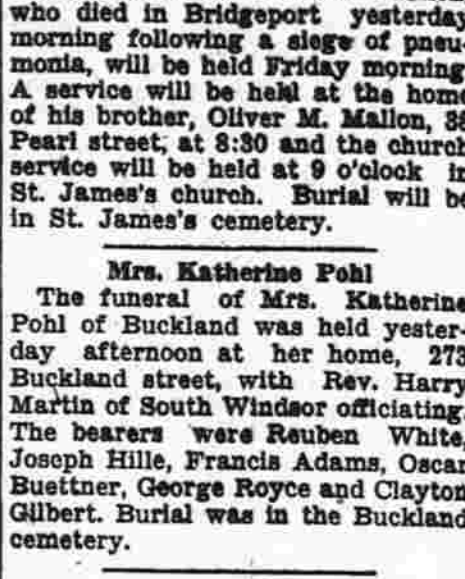 who died in Bridgeport yesterday
morning following a siege of pneu-
monia, will be held Friday morning.
A service will be held at the home
of his brother, Oliver M. Mallon, 38
Pearl street, at 8:30 and the church
service will be held at 9 o'clock in
St. James's church. Burial will be
in St. James's cemetery.
Mrs. Katherine Pohl
The funeral of Mrs. Katherine
Pohl of Buckland was held yester-
day afternoon at her home, 273
Buckland street, with Rev. Harry
Martin of South Windsor officiating.
The bearers were Reuben White,
Joseph Hille, Francis Adams, Oscar
Buettner, George Royce and Clayton
Gilbert. Burial was in the Buckland
cemetery.